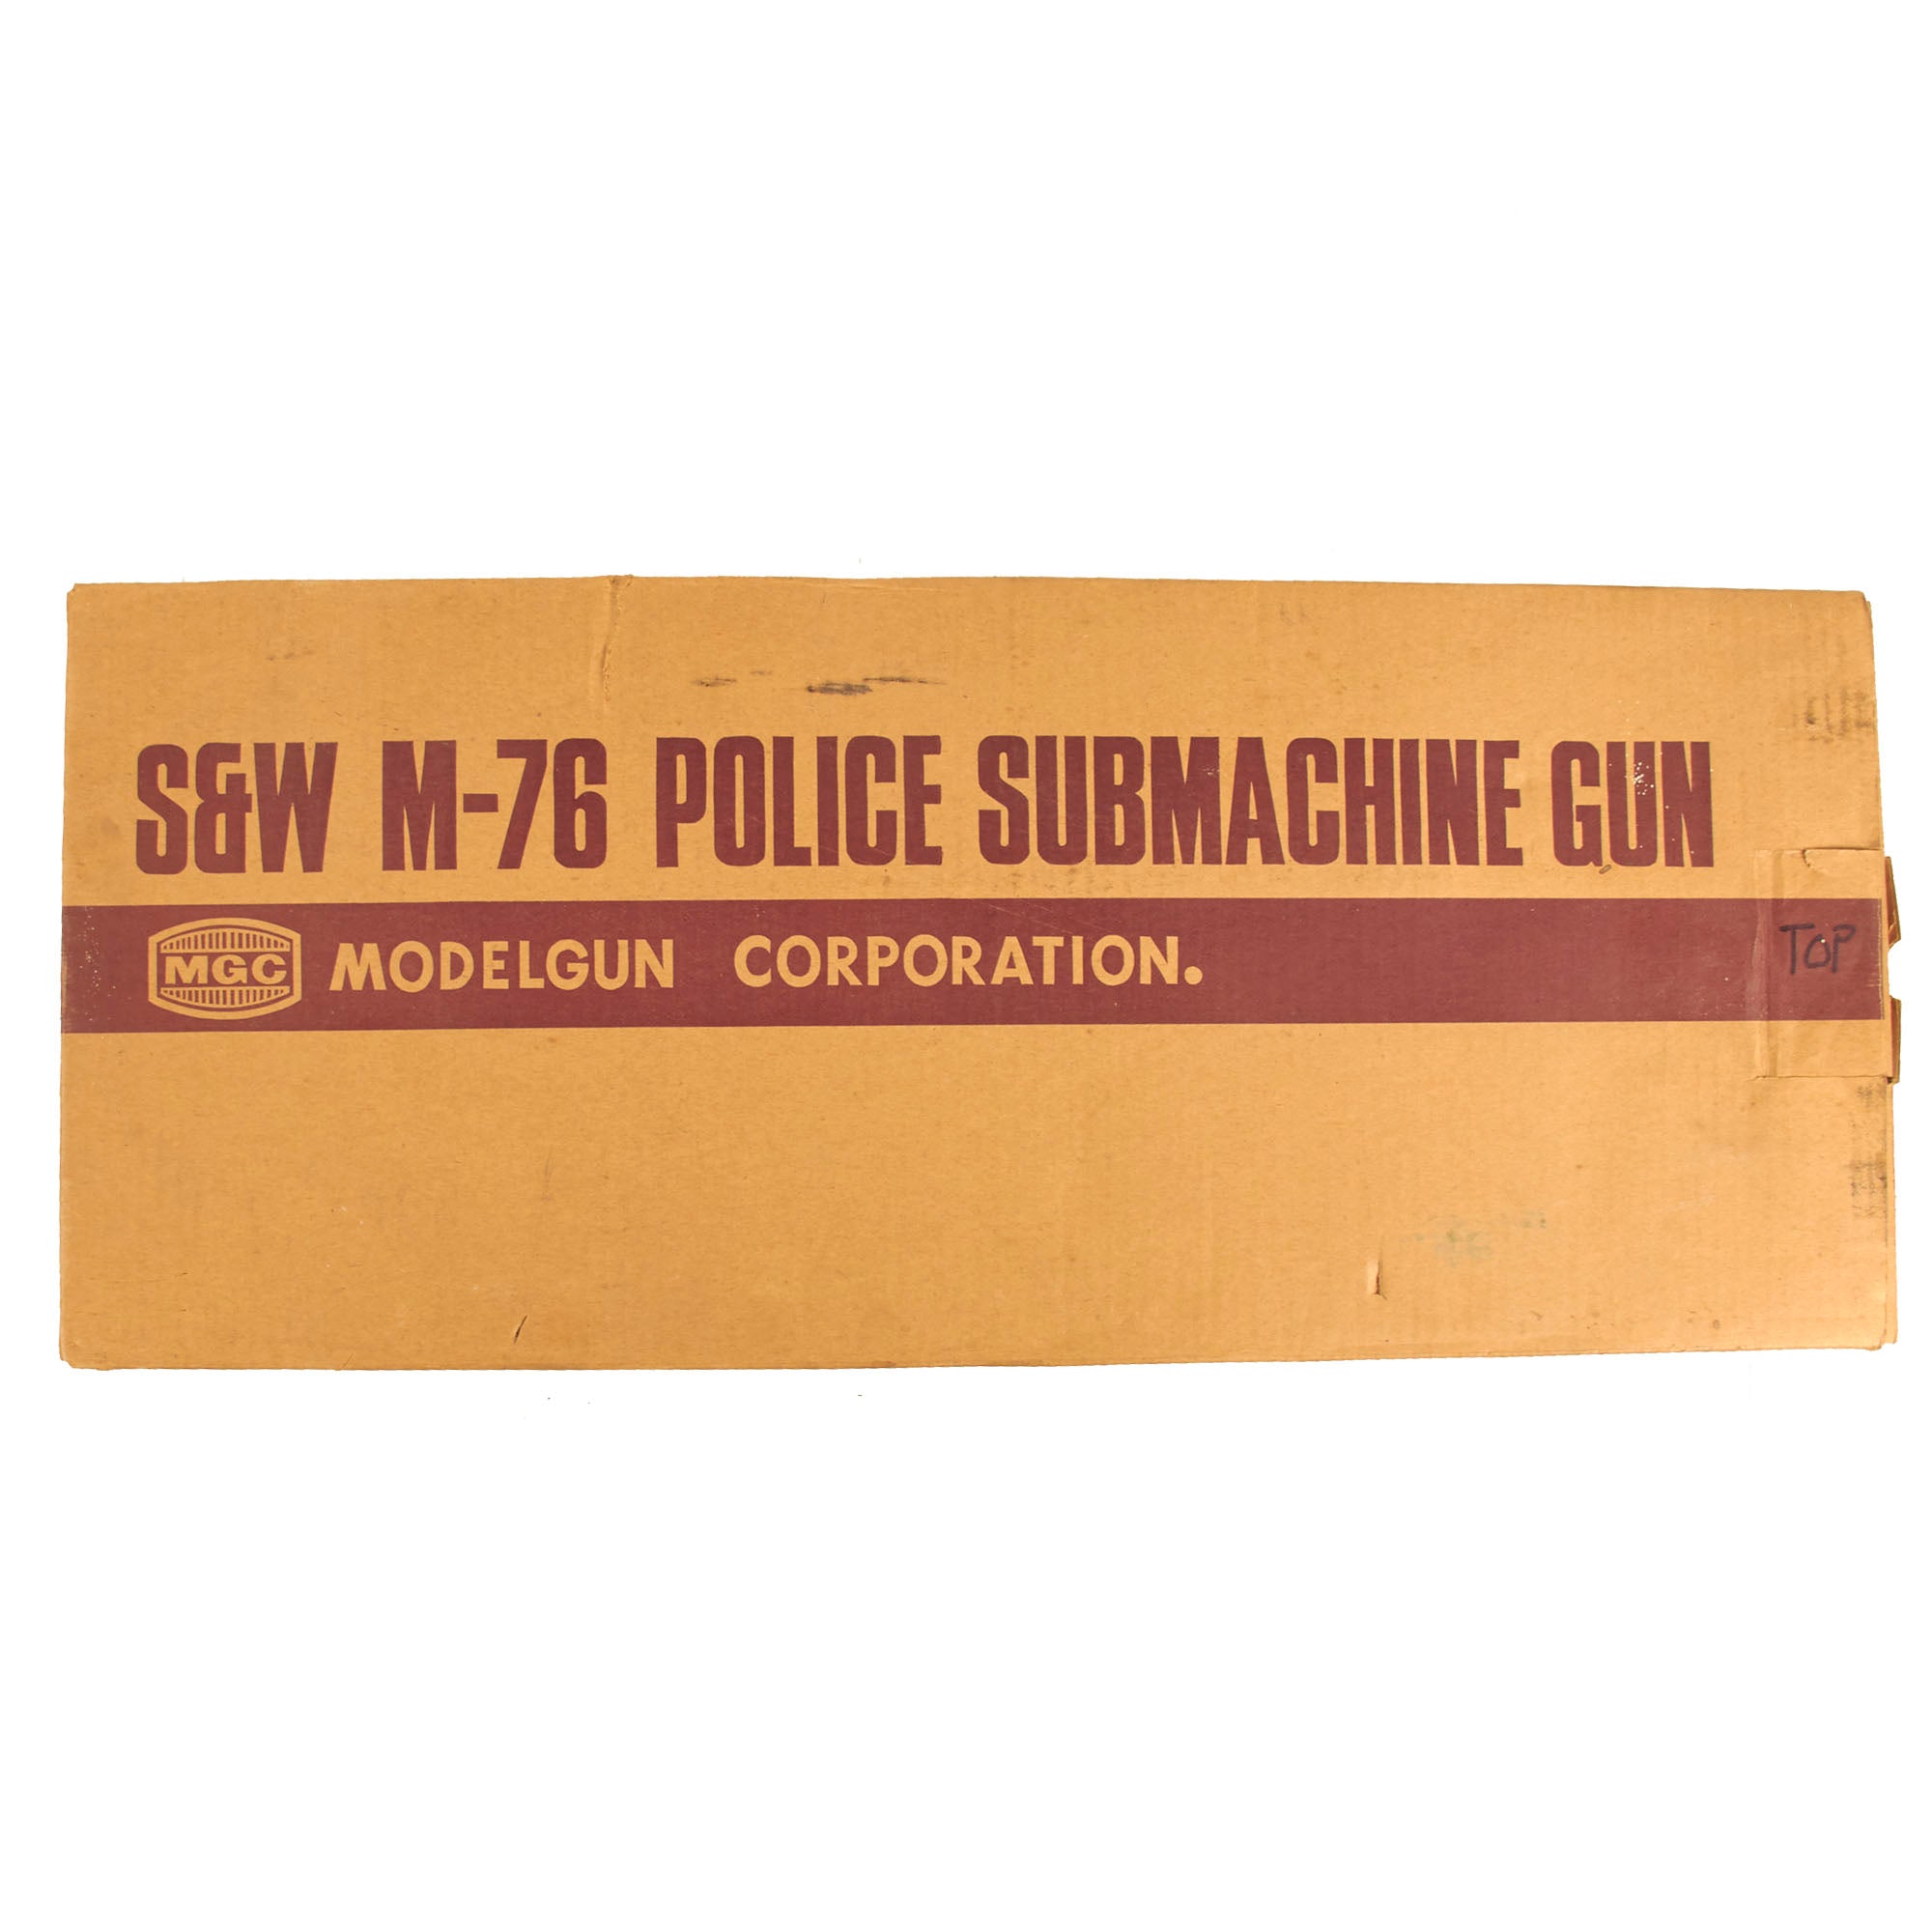 S&W M-76 POLICE SUBMACHINE GUN
MGC MODELGUN CORPORATION.
TOP